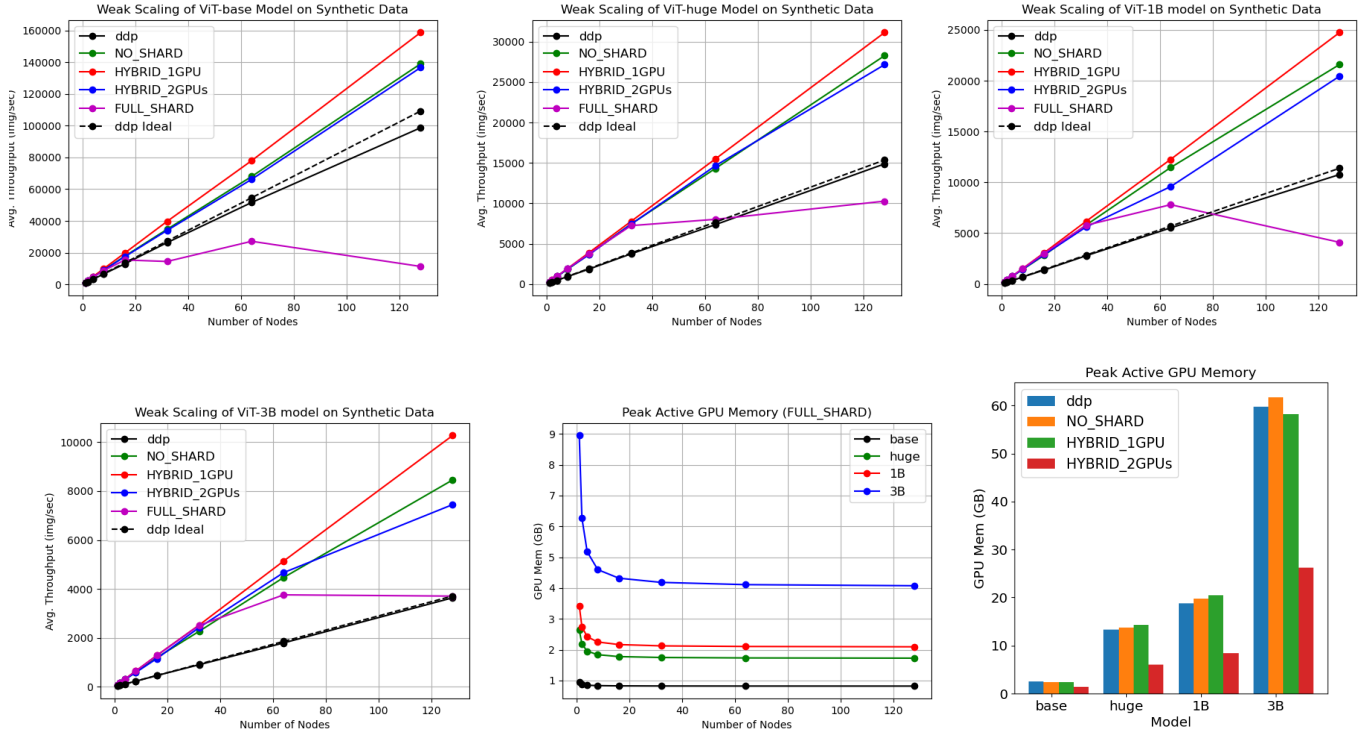 Weak Scaling of ViT-base Model on Synthetic Data
160000
140000
120000
100000
80000
60000
40000
20000
0
Avg. Throughput (img/sec)
ddp
NO_SHARD
HYBRID_1GPU
HYBRID_2GPUs
FULL_SHARD
ddp Ideal
0 20 40 60 80 100 120
Number of Nodes
Weak Scaling of ViT-huge Model on Synthetic Data
30000
25000
20000
15000
10000
5000
0
Avg. Throughput (img/sec)
ddp
NO_SHARD
HYBRID_1GPU
HYBRID_2GPUs
FULL_SHARD
ddp Ideal
0 20 40 60 80 100 120
Number of Nodes
Weak Scaling of ViT-1B model on Synthetic Data
25000
20000
15000
10000
5000
0
Avg. Throughput (img/sec)
ddp
NO_SHARD
HYBRID_1GPU
HYBRID_2GPUs
FULL_SHARD
ddp Ideal
0 20 40 60 80 100 120
Number of Nodes
Weak Scaling of ViT-3B model on Synthetic Data
10000
8000
6000
4000
2000
0
Avg. Throughput (img/sec)
ddp
NO_SHARD
HYBRID_1GPU
HYBRID_2GPUs
FULL_SHARD
ddp Ideal
0 20 40 60 80 100 120
Number of Nodes
Peak Active GPU Memory (FULL_SHARD)
9
8
7
6
5
4
3
2
1
GPU Mem (GB)
base
huge
1B
3B
0 20 40 60 80 100 120
Number of Nodes
Peak Active GPU Memory
60
50
40
30
20
10
0
GPU Mem (GB)
ddp
NO_SHARD
HYBRID_1GPU
HYBRID_2GPUs
base huge 1B 3B
Model